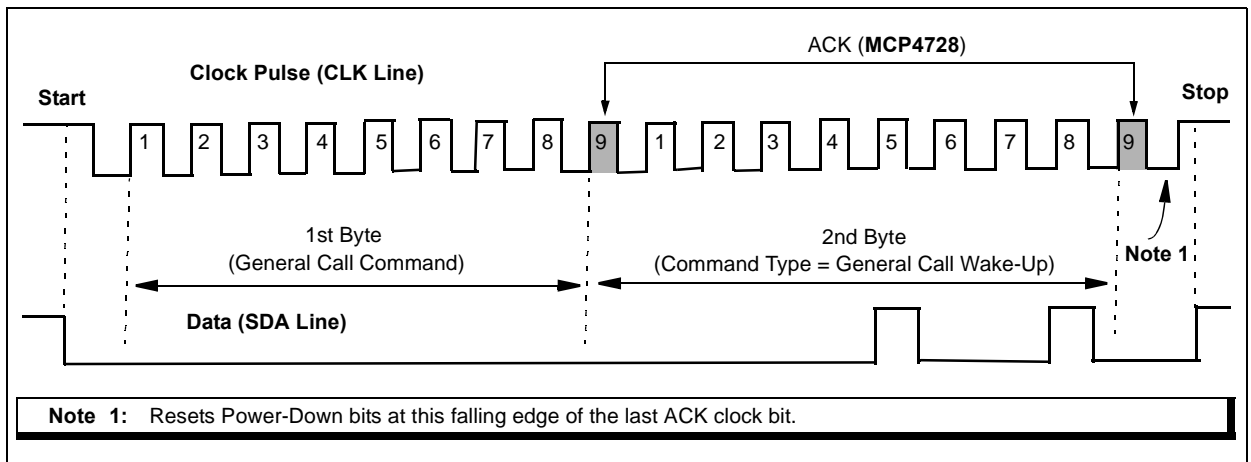 ACK (MCP4728)
Clock Pulse (CLK Line)
Start
Stop
1 2 3 4 5 6 7 8 9 1 2 3 4 5 6 7 8 9
1st Byte
(General Call Command)
2nd Byte
(Command Type = General Call Wake-Up)
Note 1
Data (SDA Line)
Note 1: Resets Power-Down bits at this falling edge of the last ACK clock bit.